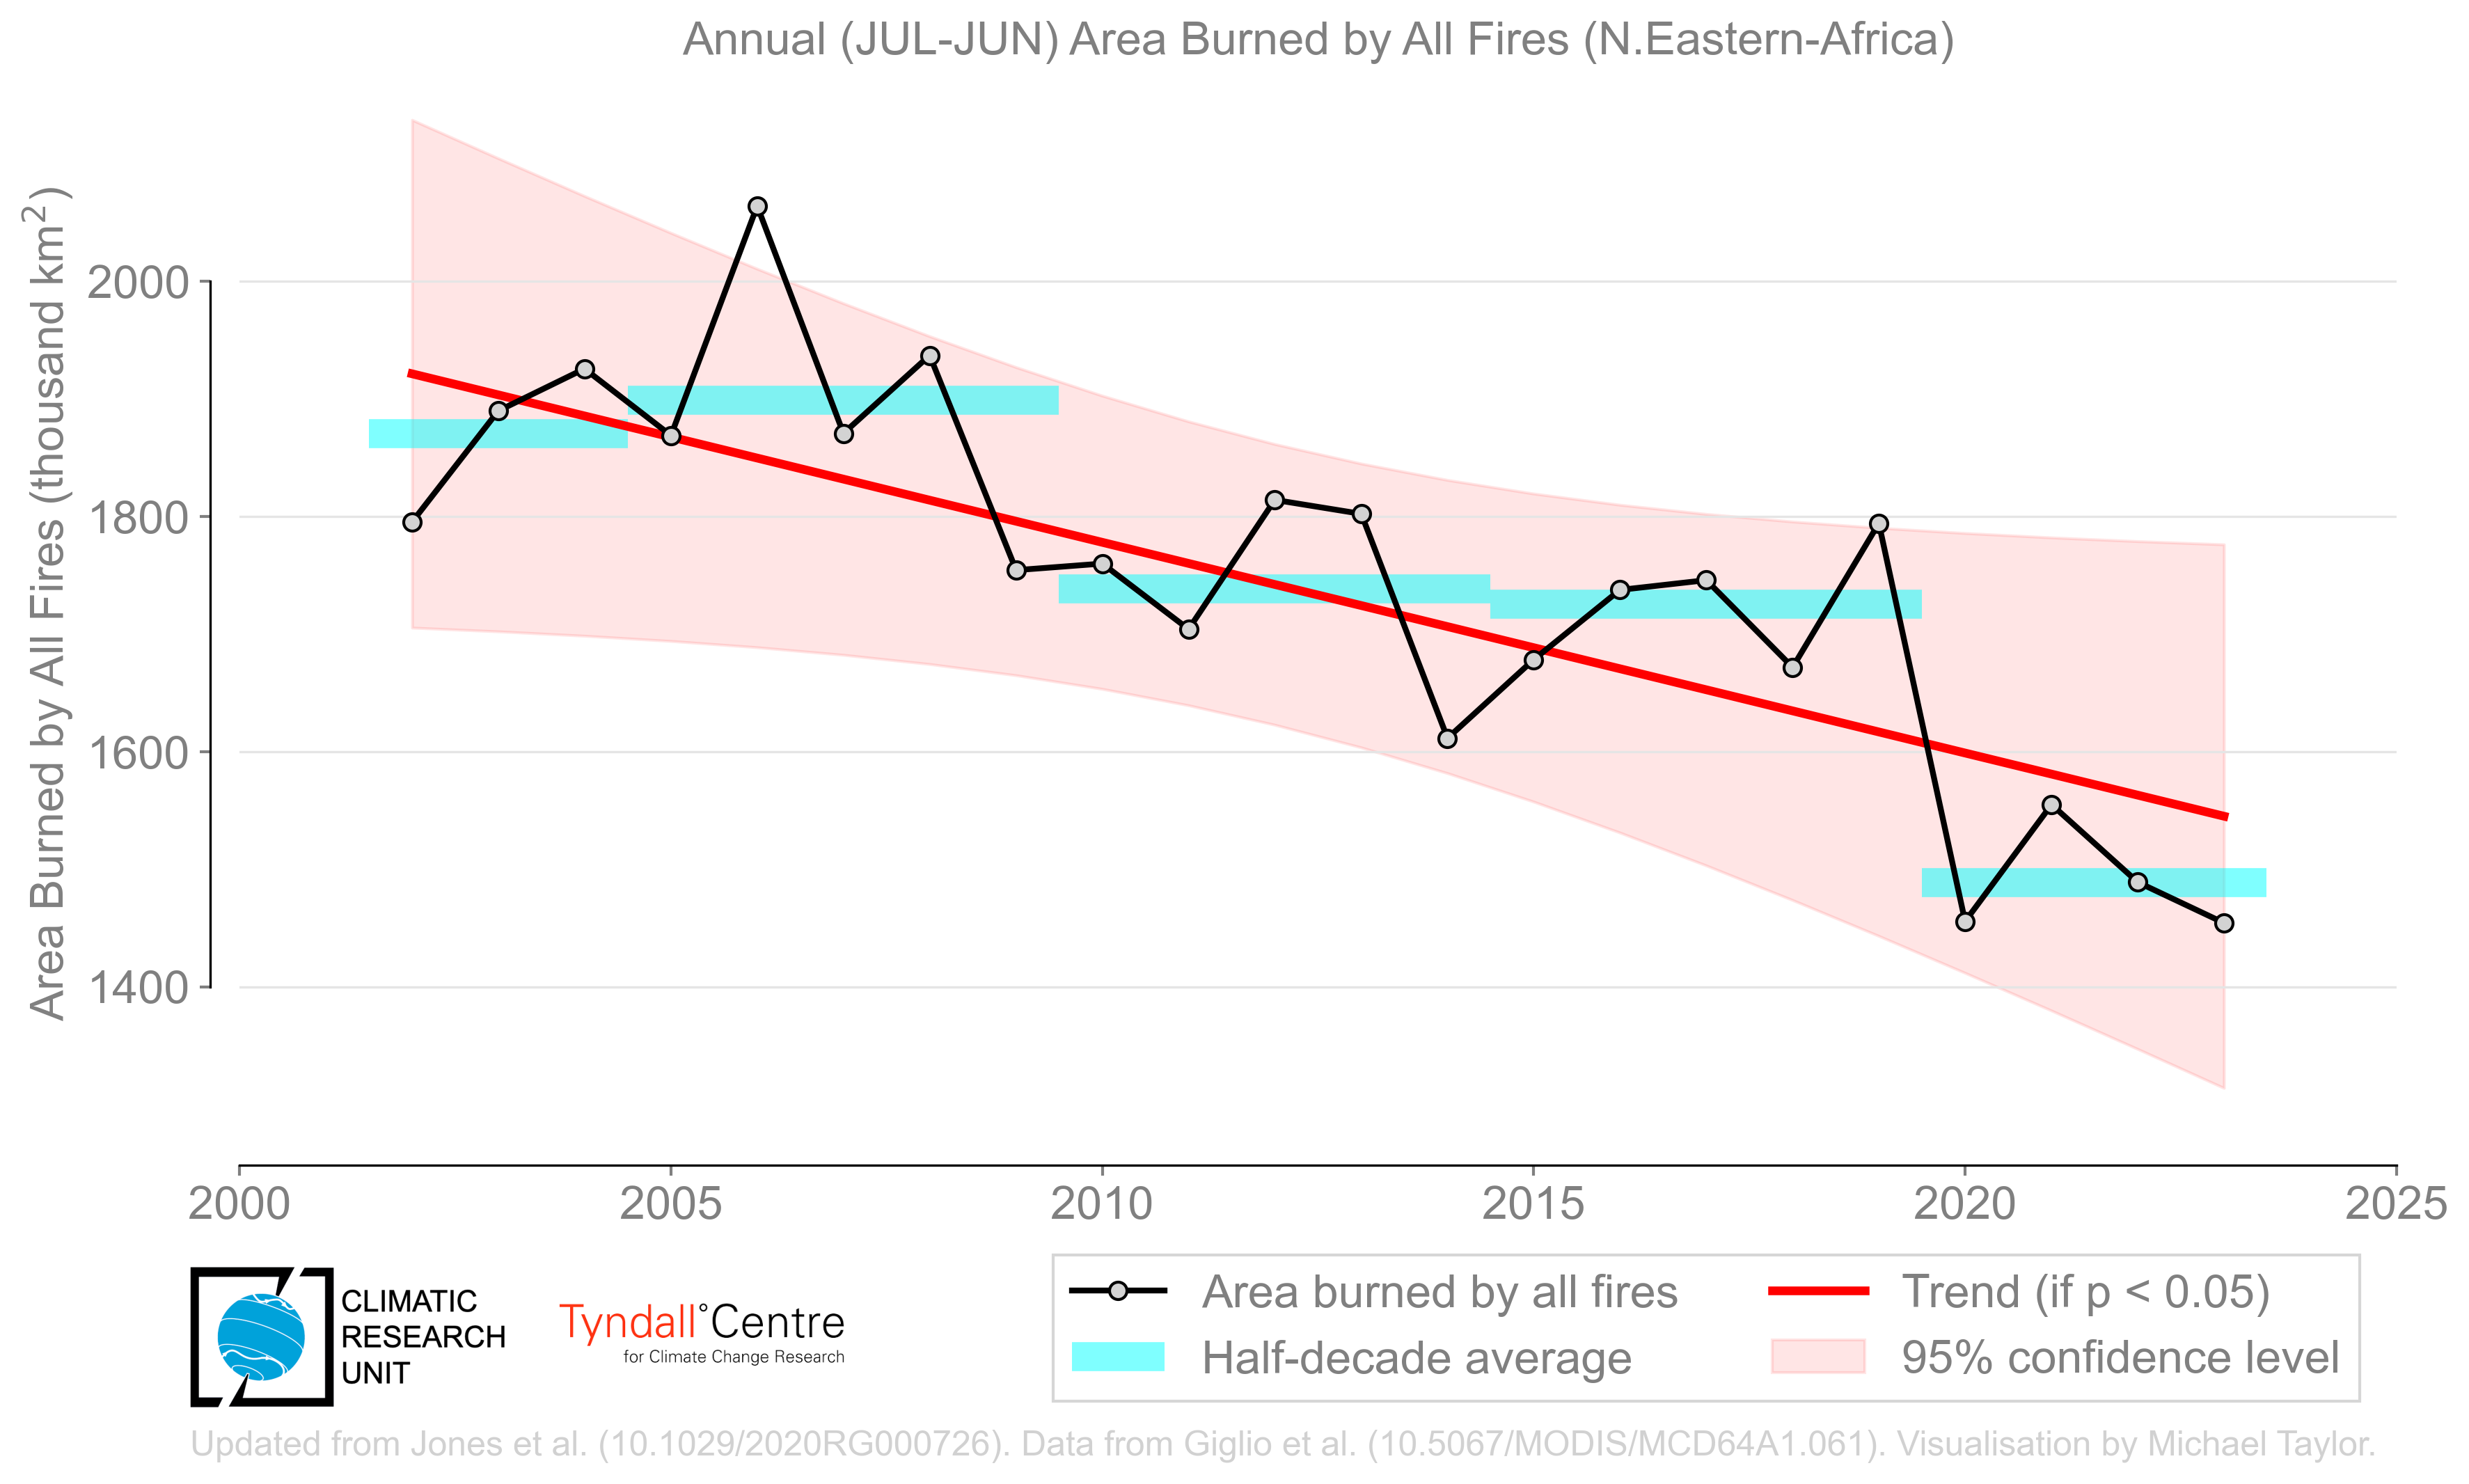 Annual (JUL-JUN) Area Burned by All Fires (N.Eastern-Africa)
Area Burned by All Fires (thousand km²)
2000
1800
1600
1400
2000 2005 2010 2015 2020 2025
CLIMATIC
RESEARCH
UNIT
Tyndall°Centre
for Climate Change Research
Area burned by all fires
Half-decade average
Trend (if p < 0.05)
95% confidence level
Updated from Jones et al. (10.1029/2020RG000726). Data from Giglio et al. (10.5067/MODIS/MCD64A1.061). Visualisation by Michael Taylor.